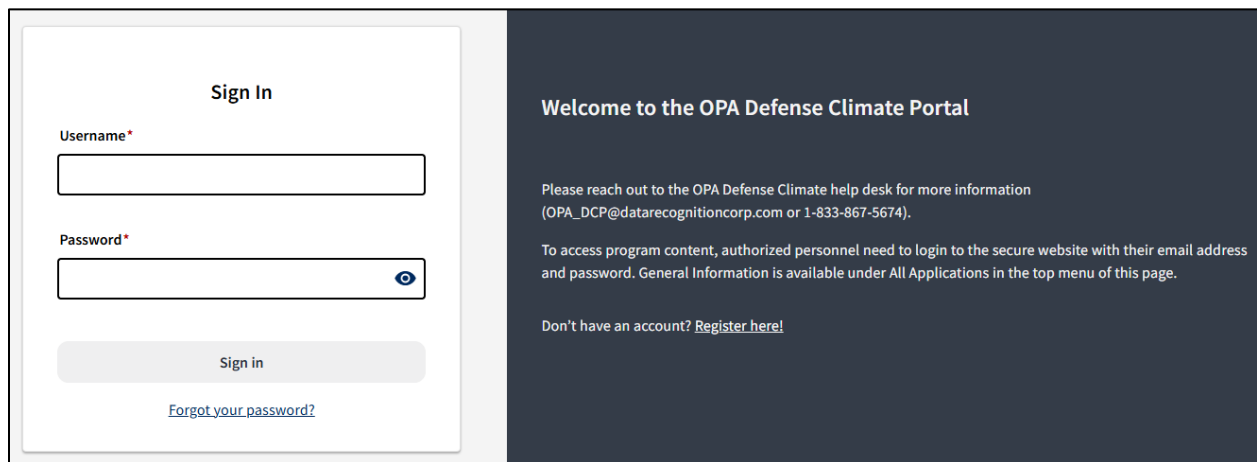 Sign In
Username*
Password*
Sign in
Forgot your password?
Welcome to the OPA Defense Climate Portal
Please reach out to the OPA Defense Climate help desk for more information
(OPA_DCP@datarecognitioncorp.com or 1-833-867-5674).
To access program content, authorized personnel need to login to the secure website with their email address
and password. General Information is available under All Applications in the top menu of this page.
Don't have an account? Register here!